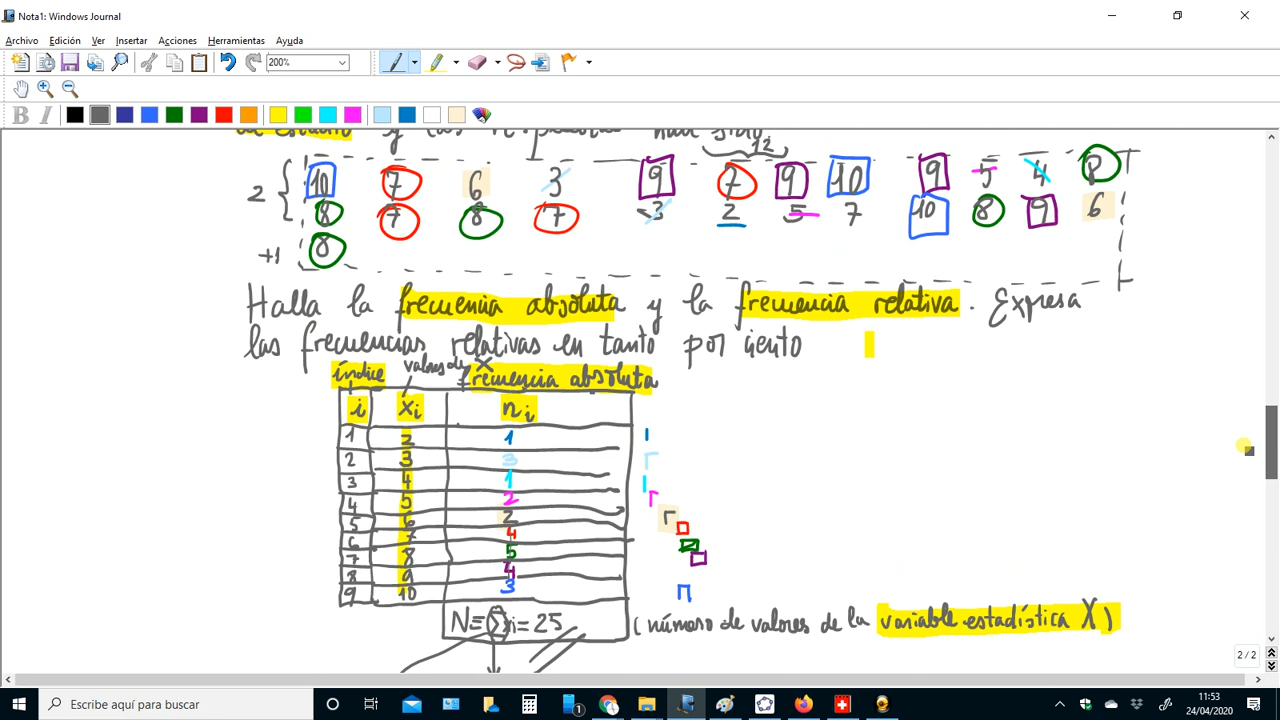 Nota1: Windows Journal
Archivo Edición Ver Insertar Acciones Herramientas Ayuda
200%
B I
y las sido
12
2 10 7 6 3 9 7 9 10 9 5 4 8
8 7 8 7 3 2 5 7 10 8 9 6
+1 8
Halla la frecuencia absoluta y la frecuencia relativa. Expresa
las frecuencias relativas en tanto por ciento
índice valores de X frecuencia absoluta
i xi ni
1 2 1
2 3 3
3 4 1
4 5 2
5 6 2
6 7 4
7 8 5
8 9 4
9 10 3
N=∑ni=25 (número de valores de la variable estadística X)
2 / 2
Escribe aquí para buscar
1
11:53
24/04/2020